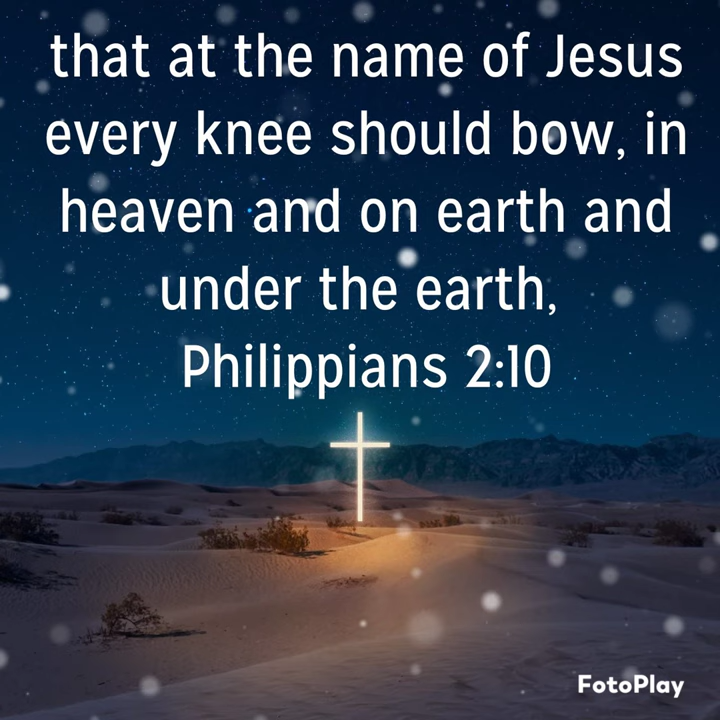 that at the name of Jesus
every knee should bow, in
heaven and on earth and
under the earth,
Philippians 2:10
FotoPlay